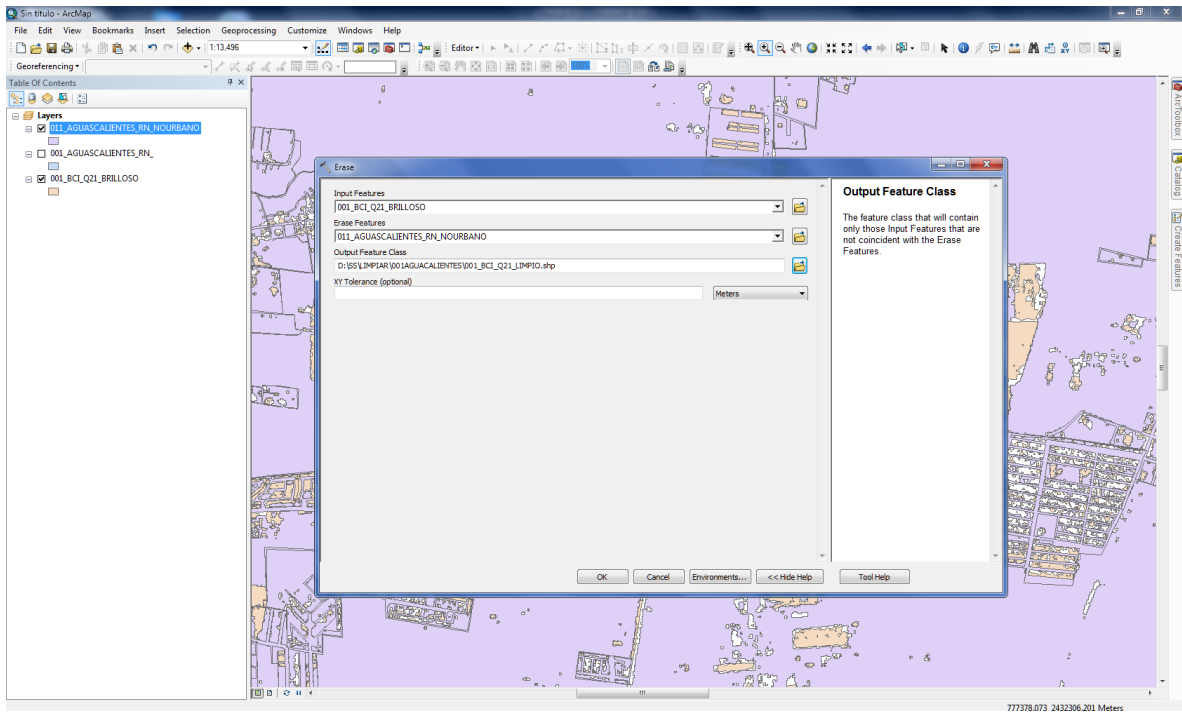 Sin titulo - ArcMap
File Edit View Bookmarks Insert Selection Geoprocessing Customize Windows Help
1:13,496
Editor
Georeferencing
Table Of Contents
Layers
011_AGUASCALIENTES_RN_NOURBANO
001_AGUASCALIENTES_RN_
001_BCI_Q21_BRILLOSO
Erase
Input Features
001_BCI_Q21_BRILLOSO
Erase Features
011_AGUASCALIENTES_RN_NOURBANO
Output Feature Class
D:\SS\LIMPIAR\001AGUACALIENTES\001_BCI_Q21_LIMPIO.shp
XY Tolerance (optional)
Meters
OK Cancel Environments... << Hide Help Tool Help
Output Feature Class
The feature class that will contain
only those Input Features that are
not coincident with the Erase
Features.
ArcToolbox
Catalog
Create Features
777378.073 2432306.201 Meters